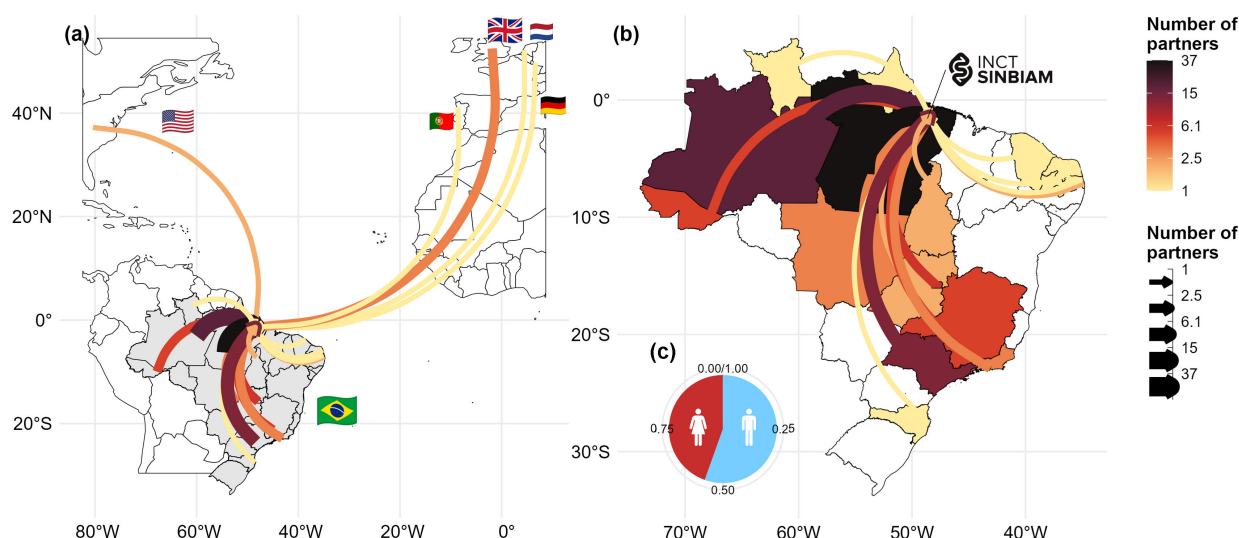 (a)
40°N
20°N
0°
20°S
80°W
60°W
40°W
20°W
0°
(b)
INCT
SINBIAM
0°
10°S
20°S
30°S
70°W
60°W
50°W
40°W
(c)
0.00/1.00
0.75
0.25
0.50
Number of
partners
37
15
6.1
2.5
1
Number of
partners
1
2.5
6.1
15
37